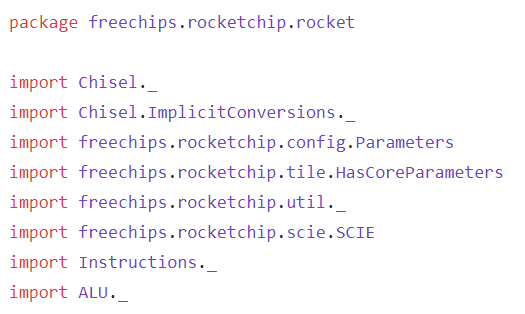 package freechips.rocketchip.rocket
import Chisel._
import Chisel.ImplicitConversions._
import freechips.rocketchip.config.Parameters
import freechips.rocketchip.tile.HasCoreParameters
import freechips.rocketchip.util._
import freechips.rocketchip.scie.SCIE
import Instructions._
import ALU._